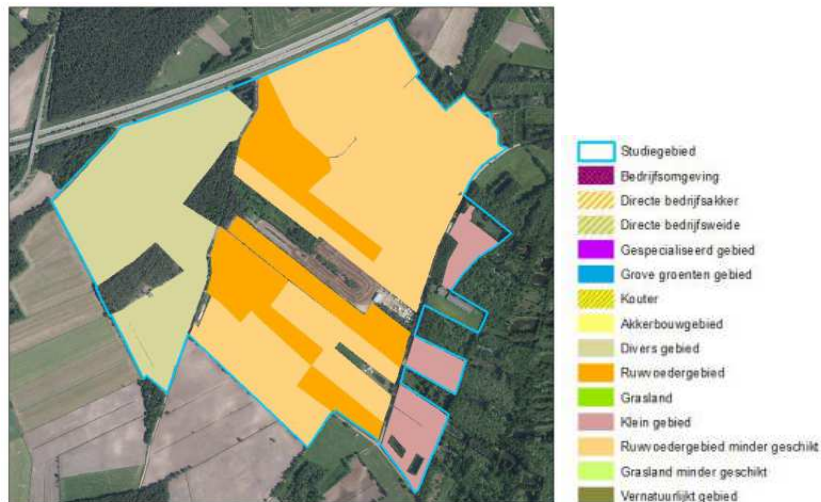 Studiegebied
Bedrijfsomgeving
Directe bedrijfsakker
Directe bedrijfsweide
Gespecialiseerd gebied
Grove groenten gebied
Kouter
Akkerbouwgebied
Divers gebied
Ruwvoedergebied
Grasland
Klein gebied
Ruwvoedergebied minder geschikt
Grasland minder geschikt
Vernatuurlijkt gebied